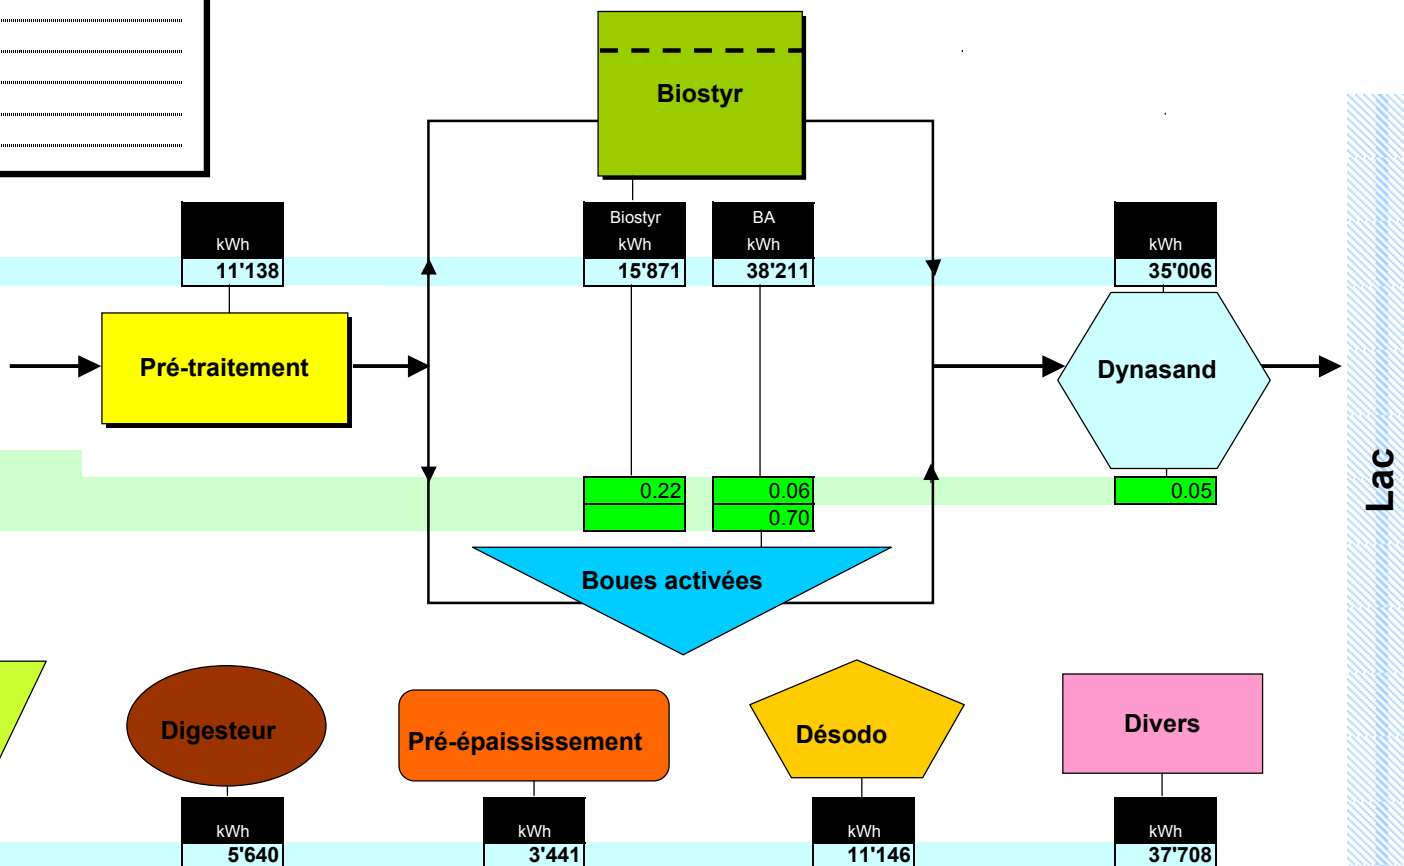 Biostyr
Biostyr
BA
kWh
kWh
kWh
kWh
11'138
15'871
38'211
35'006
Pré-traitement
Dynasand
0.22
0.06
0.05
0.70
Boues activées
Lac
Digesteur
Pré-épaississement
Désodo
Divers
kWh
kWh
kWh
kWh
5'640
3'441
11'146
37'708